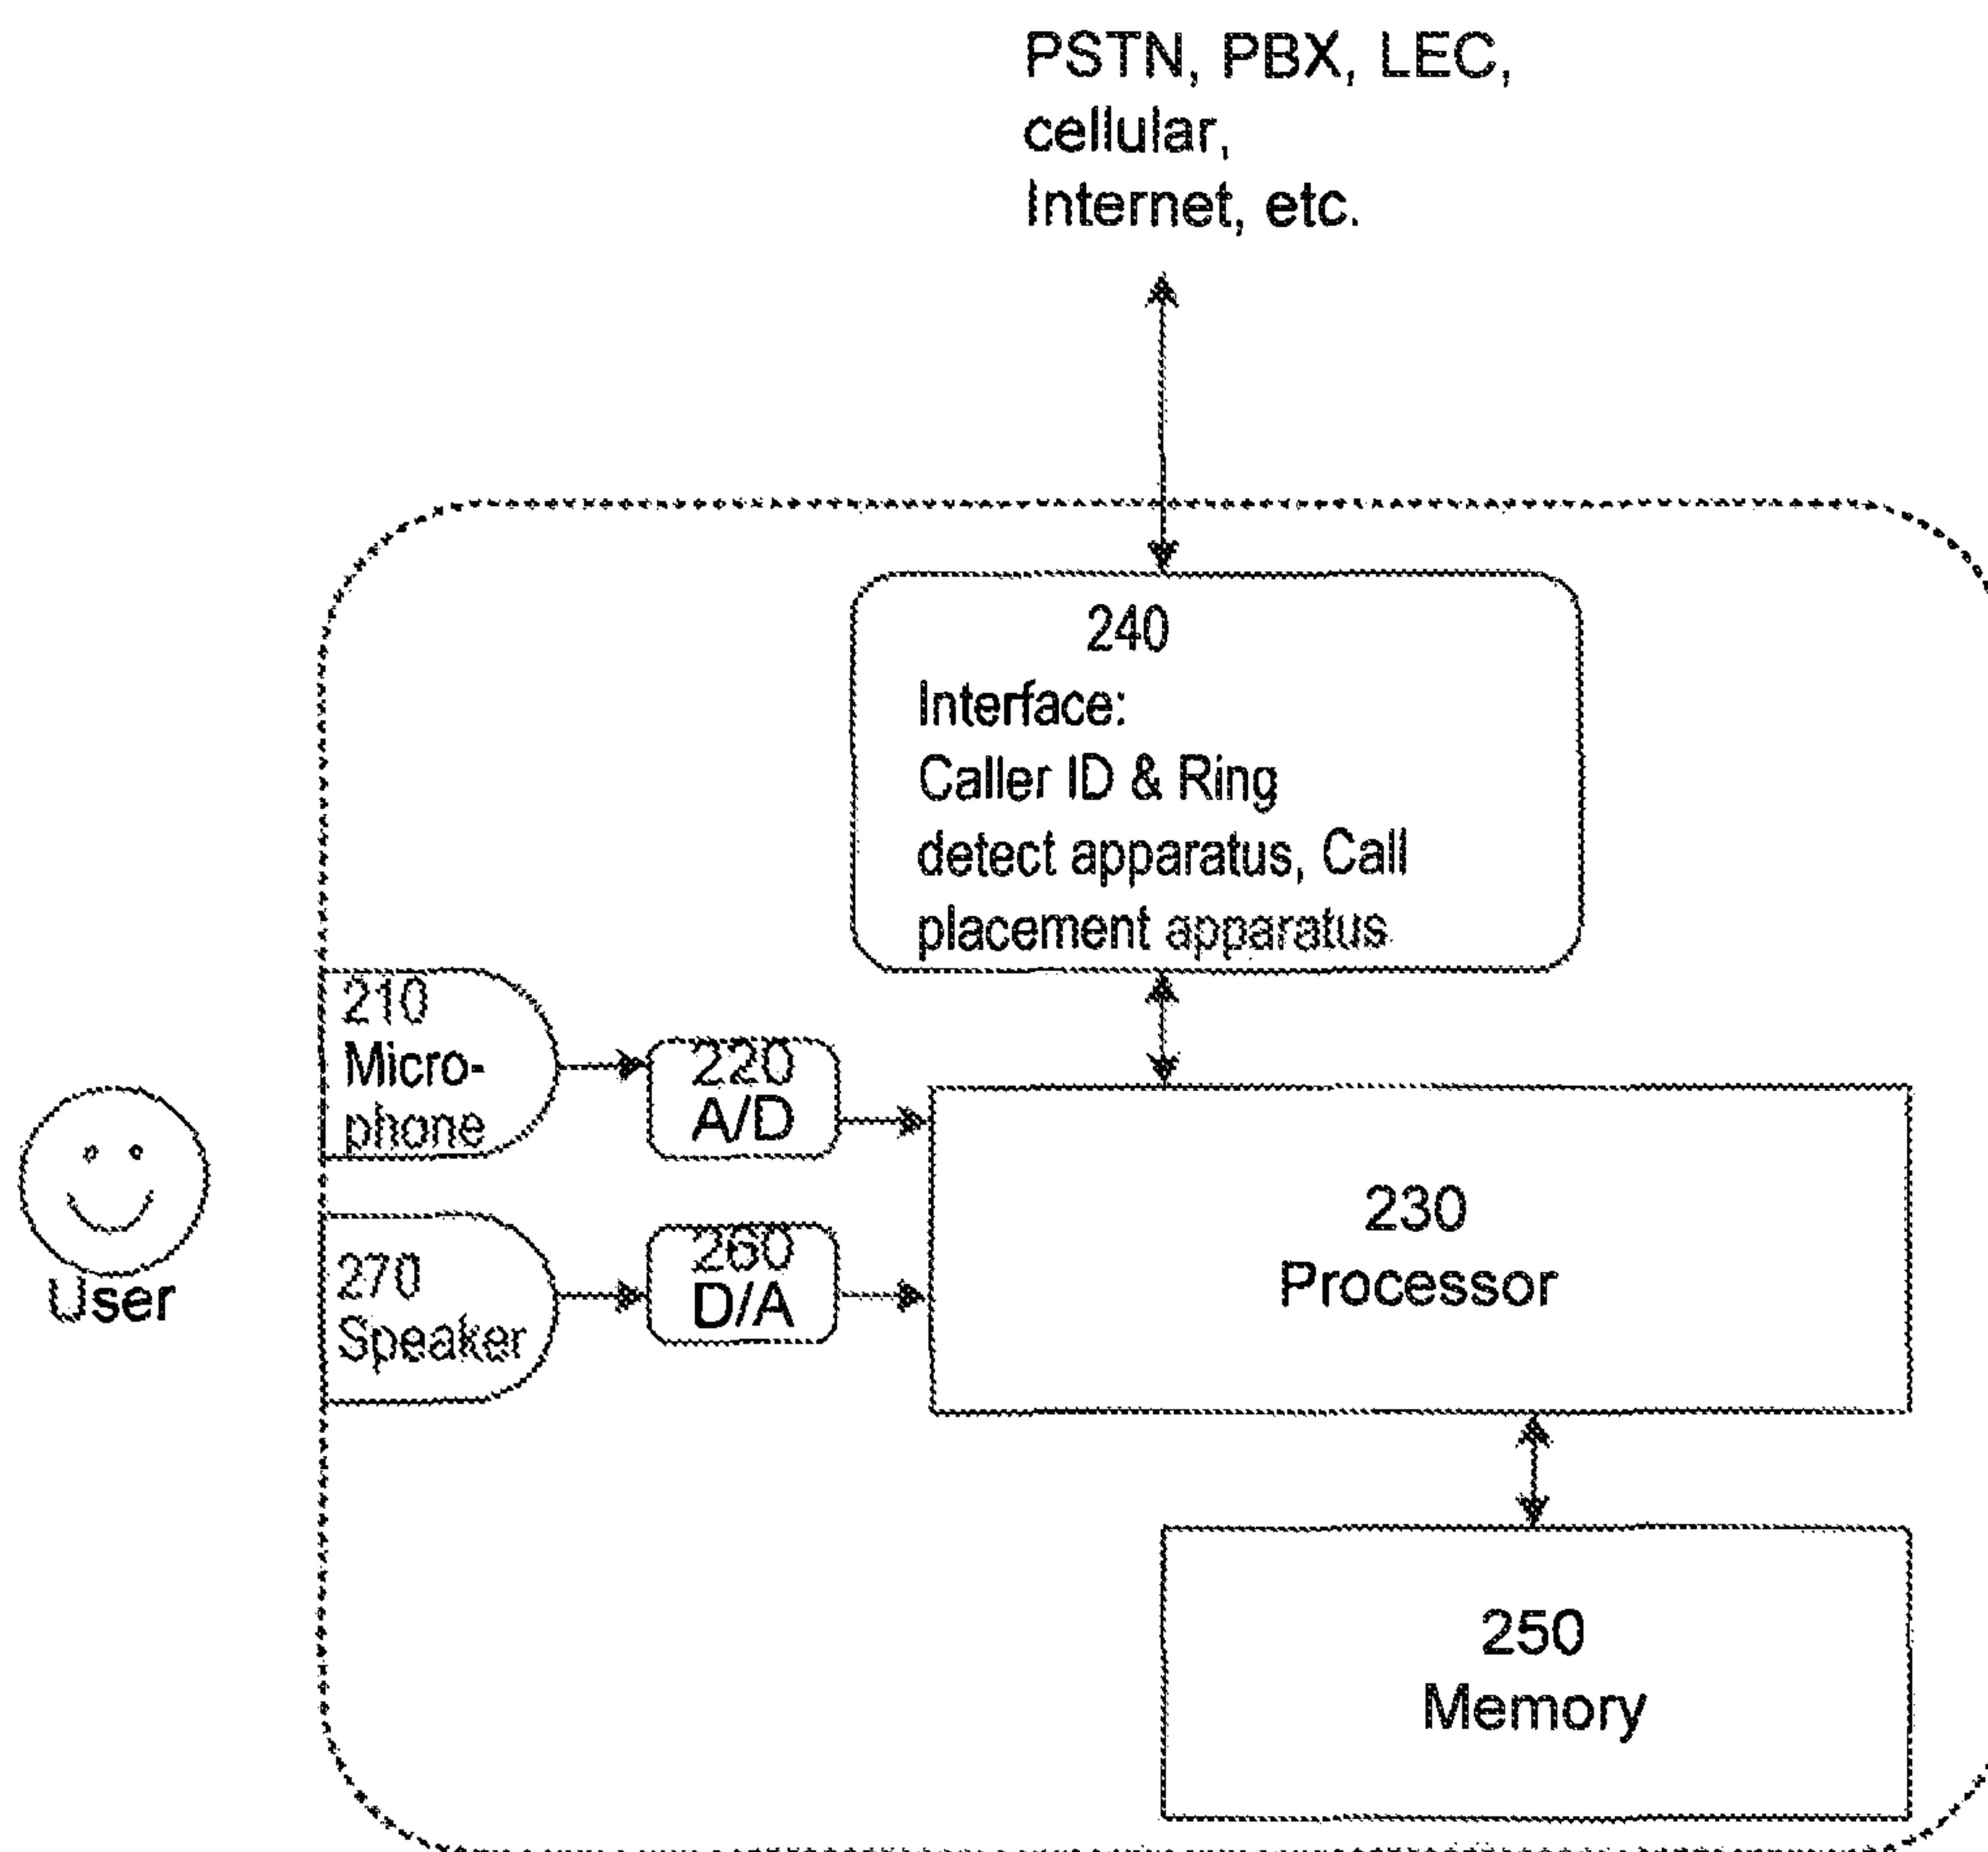 PSTN, PBX, LEC,
cellular,
Internet, etc.
240
Interface:
Caller ID & Ring
detect apparatus, Call
placement apparatus
210
Micro-
phone
220
A/D
230
Processor
User
270
Speaker
260
D/A
250
Memory